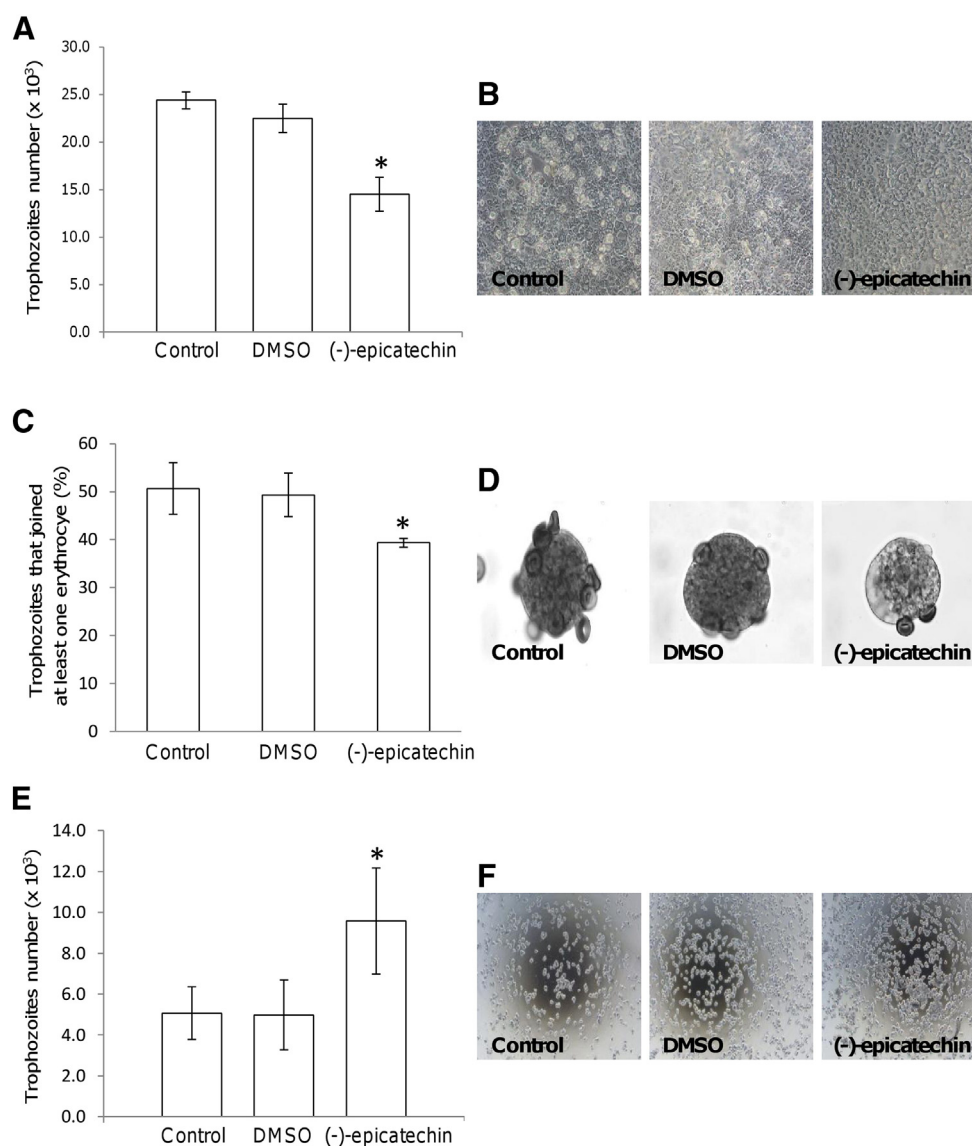 A
Trophozoites number (x 10³)
30.0
25.0
20.0
15.0
10.0
5.0
0.0
*
Control DMSO (-)-epicatechin
B
Control DMSO (-)-epicatechin
C
Trophozoites that joined
at least one erythrocye (%)
60
50
40
30
20
10
0
*
Control DMSO (-)-epicatechin
D
Control DMSO (-)-epicatechin
E
Trophozoites number (x 10³)
14.0
12.0
10.0
8.0
6.0
4.0
2.0
0.0
*
Control DMSO (-)-epicatechin
F
Control DMSO (-)-epicatechin